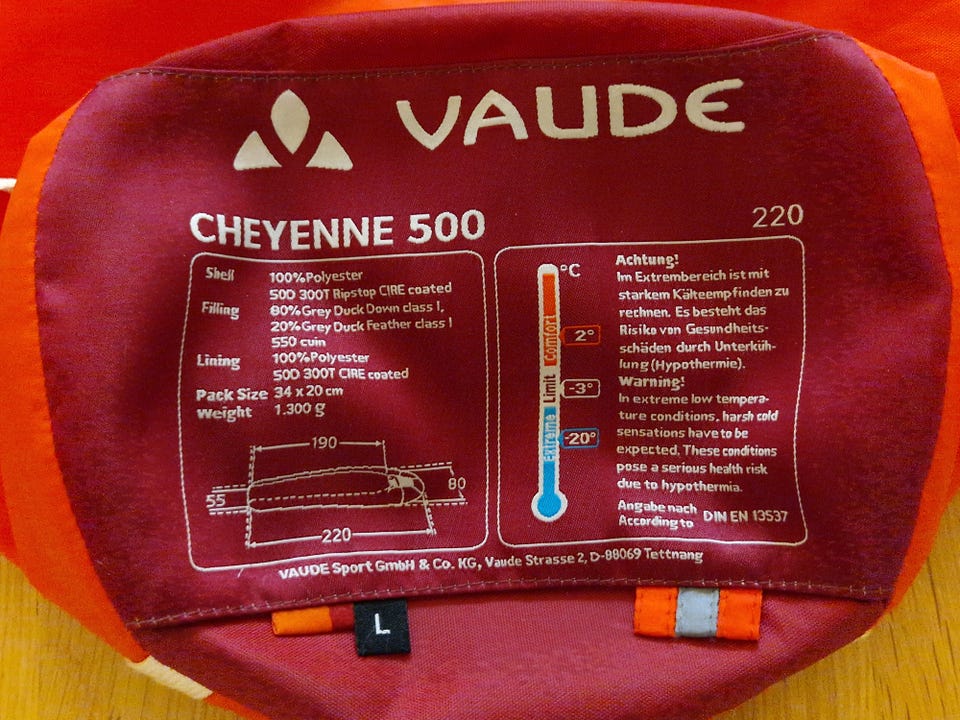 VAUDE
CHEYENNE 500
220
Shell 100% Polyester
50D 300T Ripstop CIRE coated
Filling 80% Grey Duck Down class I,
20% Grey Duck Feather class I
550 cuin
Lining 100% Polyester
50D 300T CIRE coated
Pack Size 34 x 20 cm
Weight 1.300 g
190
80
55
220
°C
Comfort
2°
Limit
-3°
Extreme
-20°
Achtung!
Im Extrembereich ist mit
starkem Kälteempfinden zu
rechnen. Es besteht das
Risiko von Gesundheits-
schäden durch Unterküh-
lung (Hypothermie).
Warning!
In extreme low tempera-
ture conditions, harsh cold
sensations have to be
expected. These conditions
pose a serious health risk
due to hypothermia.
Angabe nach
According to DIN EN 13537
VAUDE Sport GmbH & Co. KG, Vaude Strasse 2, D-88069 Tettnang
L